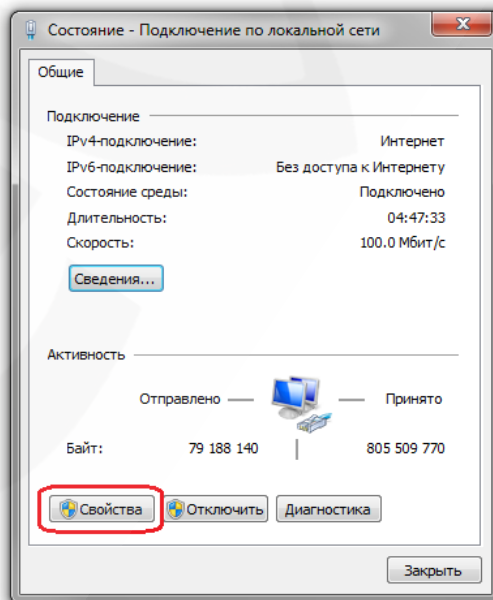 Состояние - Подключение по локальной сети
Общие
Подключение
IPv4-подключение: Интернет
IPv6-подключение: Без доступа к Интернету
Состояние среды: Подключено
Длительность: 04:47:33
Скорость: 100.0 Мбит/с
Сведения...
Активность
Отправлено — Принято
Байт: 79 188 140 | 805 509 770
Свойства Отключить Диагностика
Закрыть